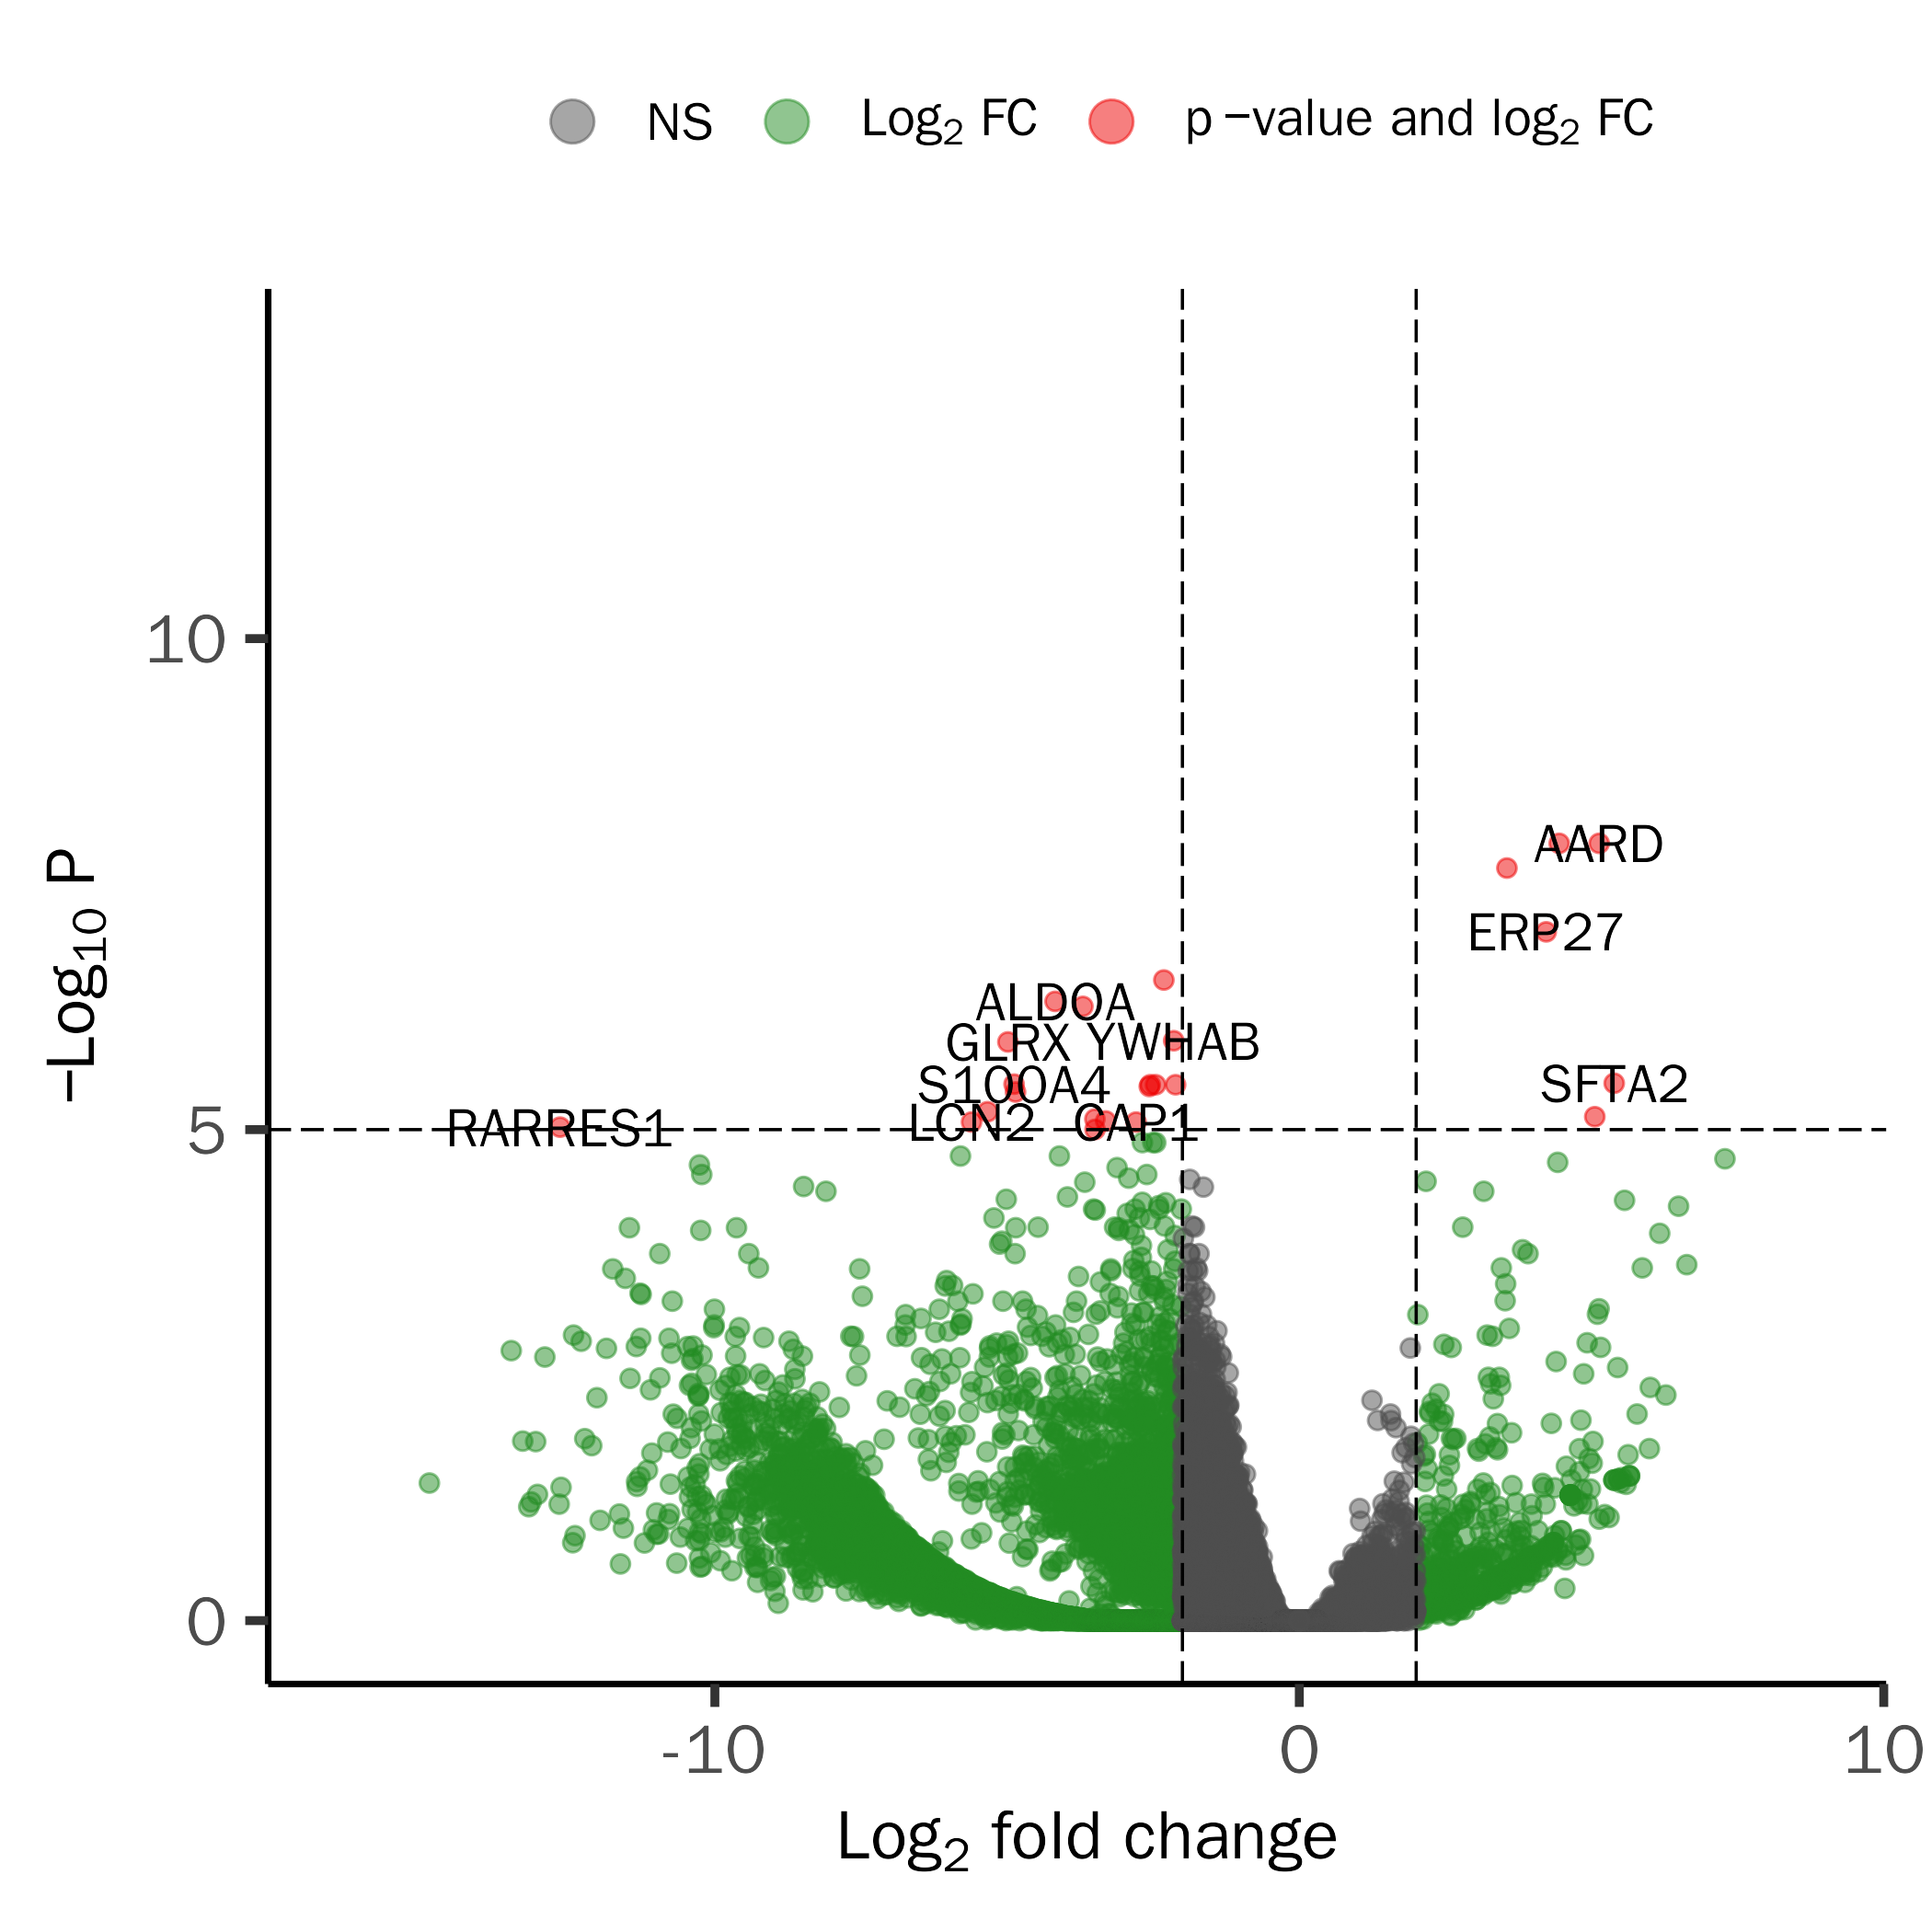 NS Log₂ FC p −value and log₂ FC
10
5
0
−Log₁₀ P
AARD
ERP27
ALDOA
GLRX YWHAB
S100A4 SFTA2
LCN2 CAP1
RARRES1
-10 0 10
Log₂ fold change